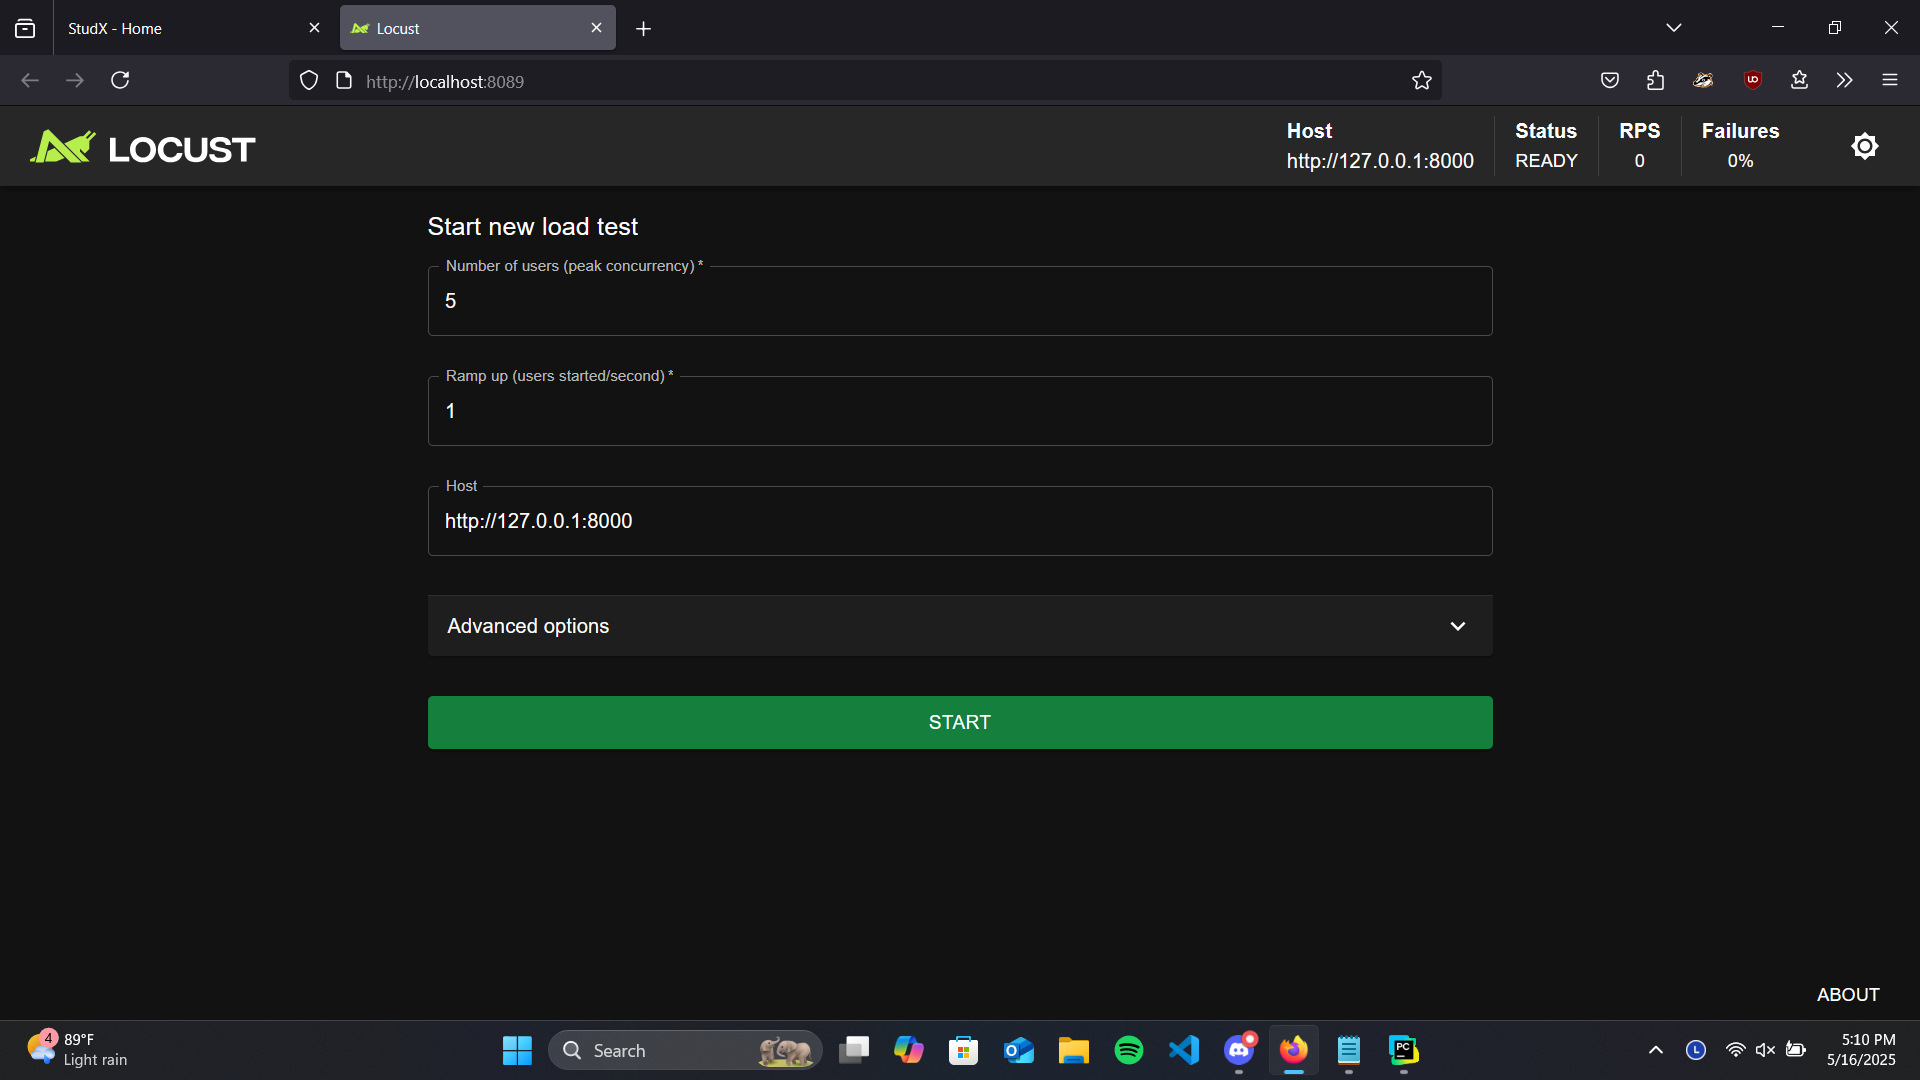 StudX - Home
Locust
http://localhost:8089
LOCUST
Host
http://127.0.0.1:8000
Status
READY
RPS
0
Failures
0%
Start new load test
Number of users (peak concurrency) *
5
Ramp up (users started/second) *
1
Host
http://127.0.0.1:8000
Advanced options
START
ABOUT
4
89°F
Light rain
Search
PC
L
5:10 PM
5/16/2025